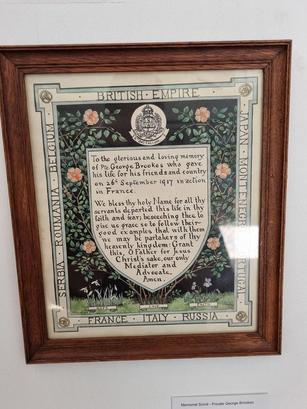 BRITISH · EMPIRE
JAPAN · MONTENEGRO
SERBIA · ROUMANIA · BELGIUM
To the glorious and loving memory
of Pte George Brookes who gave
his life for his friends and country
on 26th September 1917 in action
in France.
We bless thy holy Name for all thy
servants departed this life in thy
faith and fear; beseeching thee to
give us grace so to follow their
good examples that with them
we may be partakers of thy
heavenly kingdom: Grant
this, O Father for Jesus
Christ's sake, our only
Mediator and
Advocate,
Amen.
FRANCE · ITALY · RUSSIA
Memorial Scroll - Private George Brookes